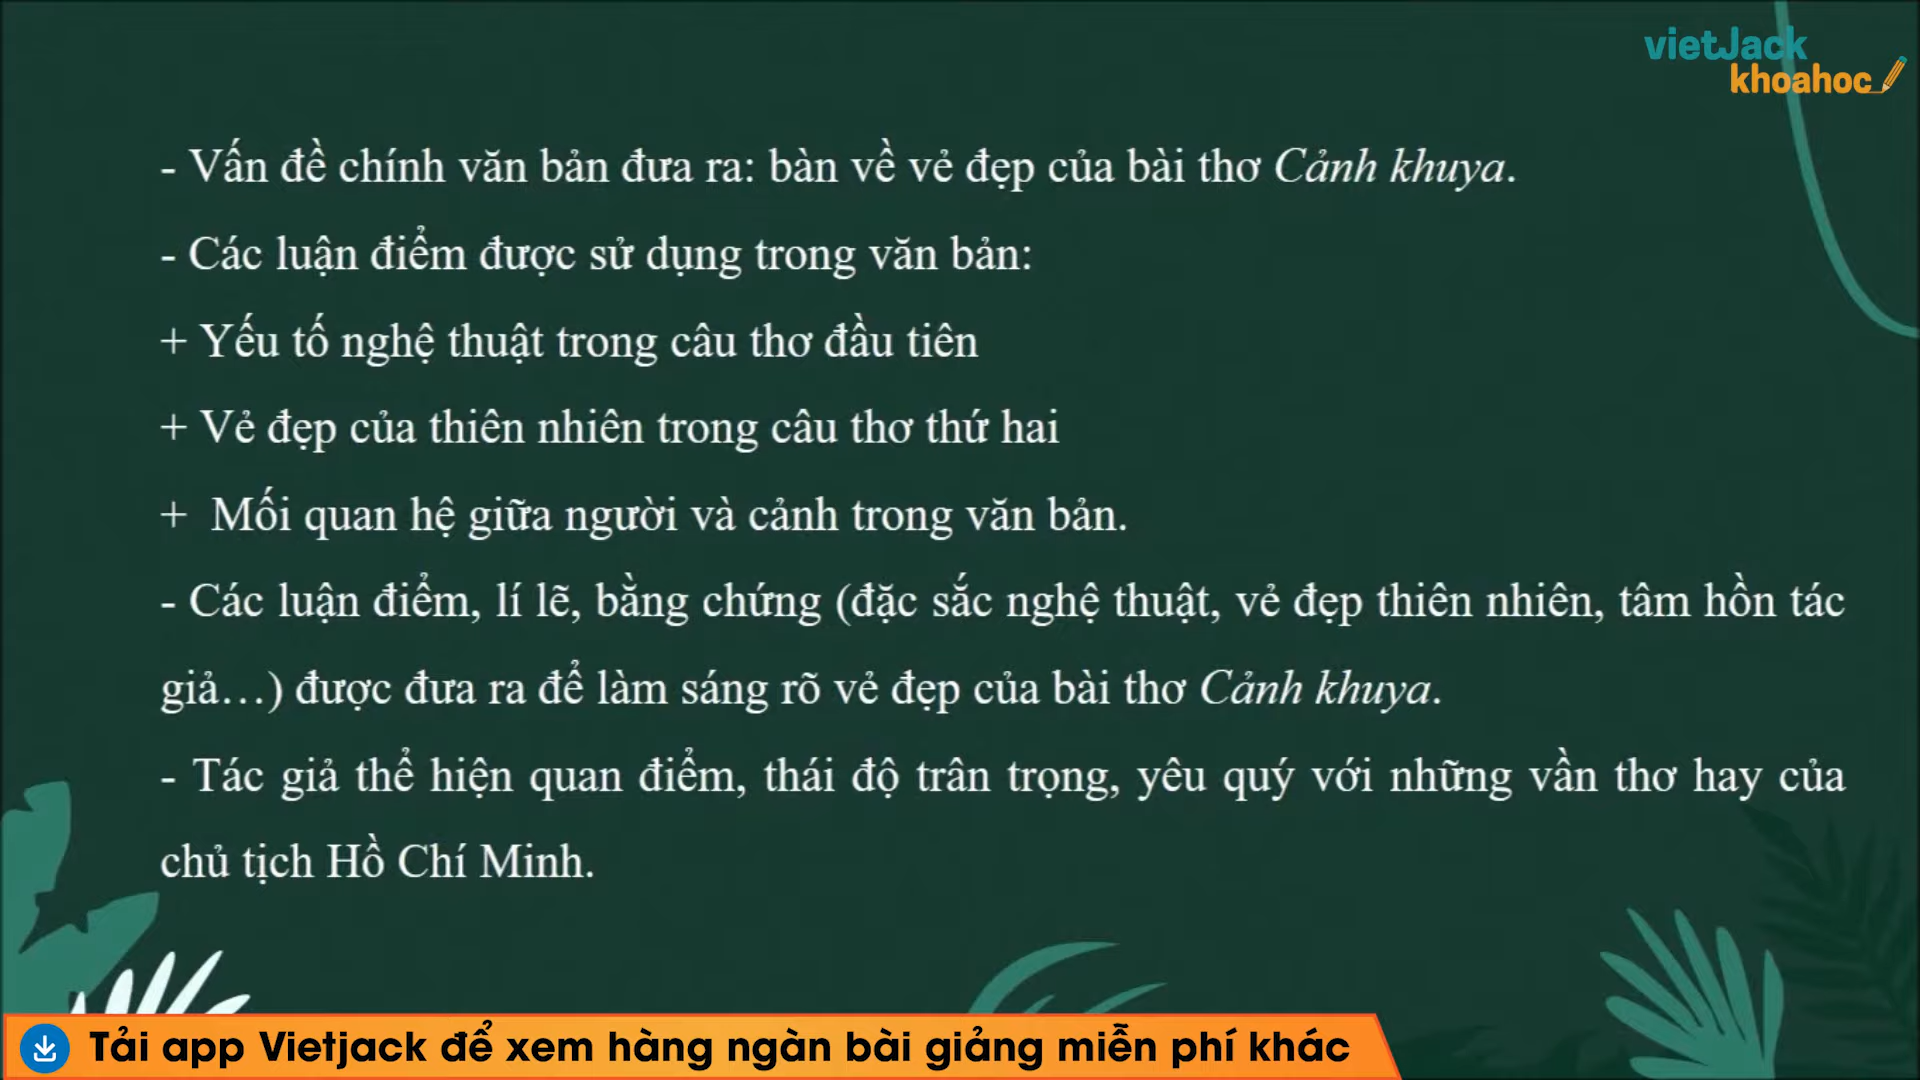 vietJack
khoahoc
- Vấn đề chính văn bản đưa ra: bàn về vẻ đẹp của bài thơ Cảnh khuya.
- Các luận điểm được sử dụng trong văn bản:
+ Yếu tố nghệ thuật trong câu thơ đầu tiên
+ Vẻ đẹp của thiên nhiên trong câu thơ thứ hai
+ Mối quan hệ giữa người và cảnh trong văn bản.
- Các luận điểm, lí lẽ, bằng chứng (đặc sắc nghệ thuật, vẻ đẹp thiên nhiên, tâm hồn tác
giả…) được đưa ra để làm sáng rõ vẻ đẹp của bài thơ Cảnh khuya.
- Tác giả thể hiện quan điểm, thái độ trân trọng, yêu quý với những vần thơ hay của
chủ tịch Hồ Chí Minh.
Tải app Vietjack để xem hàng ngàn bài giảng miễn phí khác